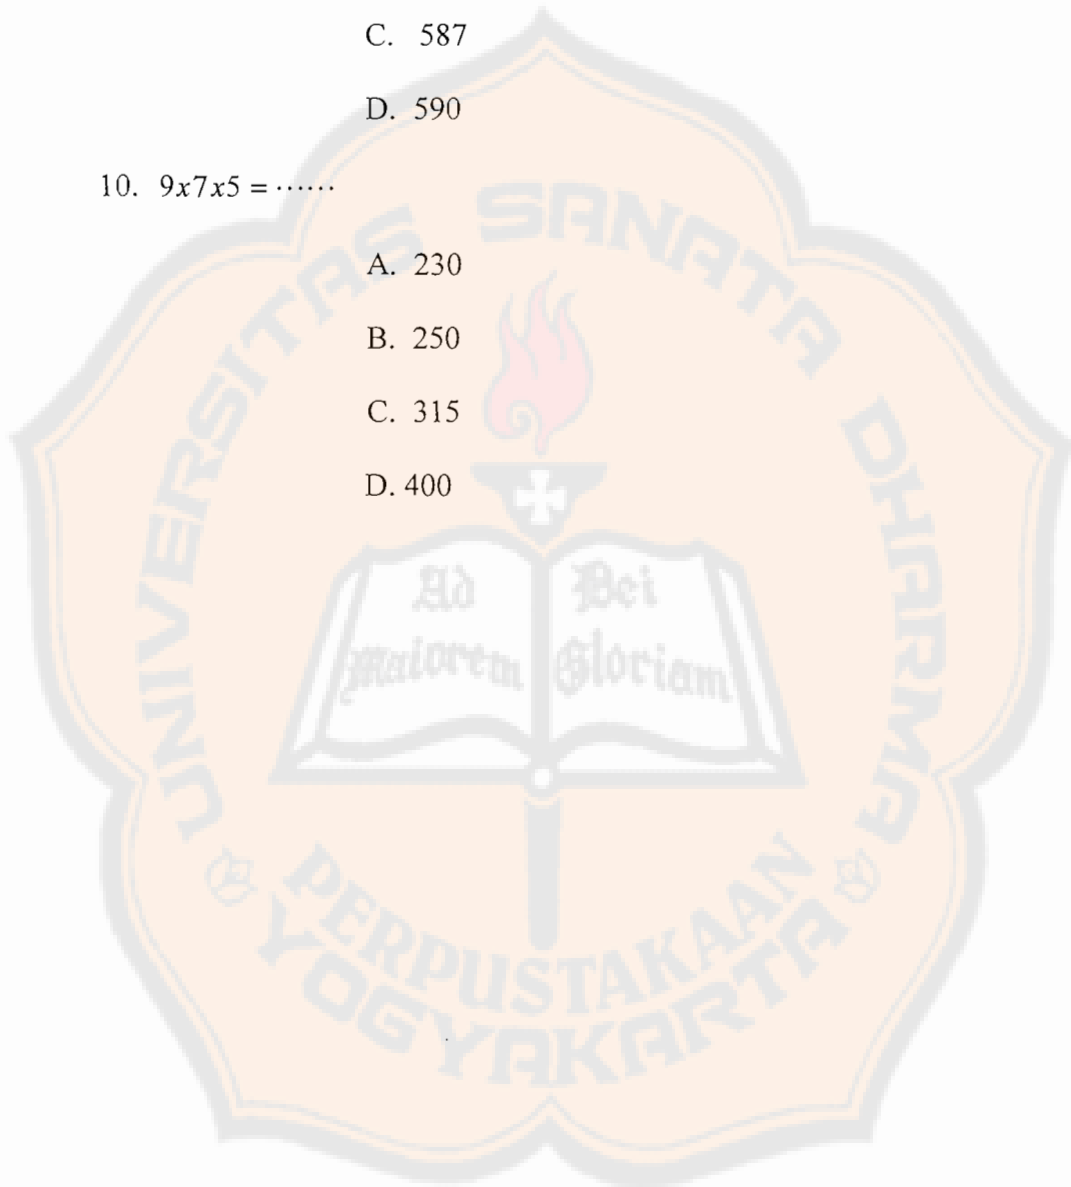 C. 587
D. 590
10. 9x7x5 = ······
A. 230
B. 250
C. 315
D. 400
UNIVERSITAS SANATA DHARMA
Ad Dei
Maiorem Gloriam
PERPUSTAKAAN
YOGYAKARTA